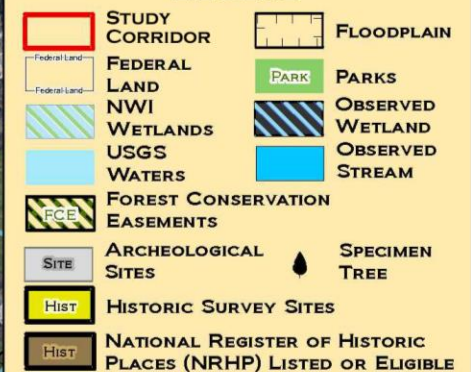 STUDY
CORRIDOR
FLOODPLAIN
Federal Land
Federal Land
FEDERAL
LAND
PARK
PARKS
NWI
WETLANDS
OBSERVED
WETLAND
USGS
WATERS
OBSERVED
STREAM
FCE
FOREST CONSERVATION
EASEMENTS
SITE
ARCHEOLOGICAL
SITES
SPECIMEN
TREE
HIST
HISTORIC SURVEY SITES
HIST
NATIONAL REGISTER OF HISTORIC
PLACES (NRHP) LISTED OR ELIGIBLE